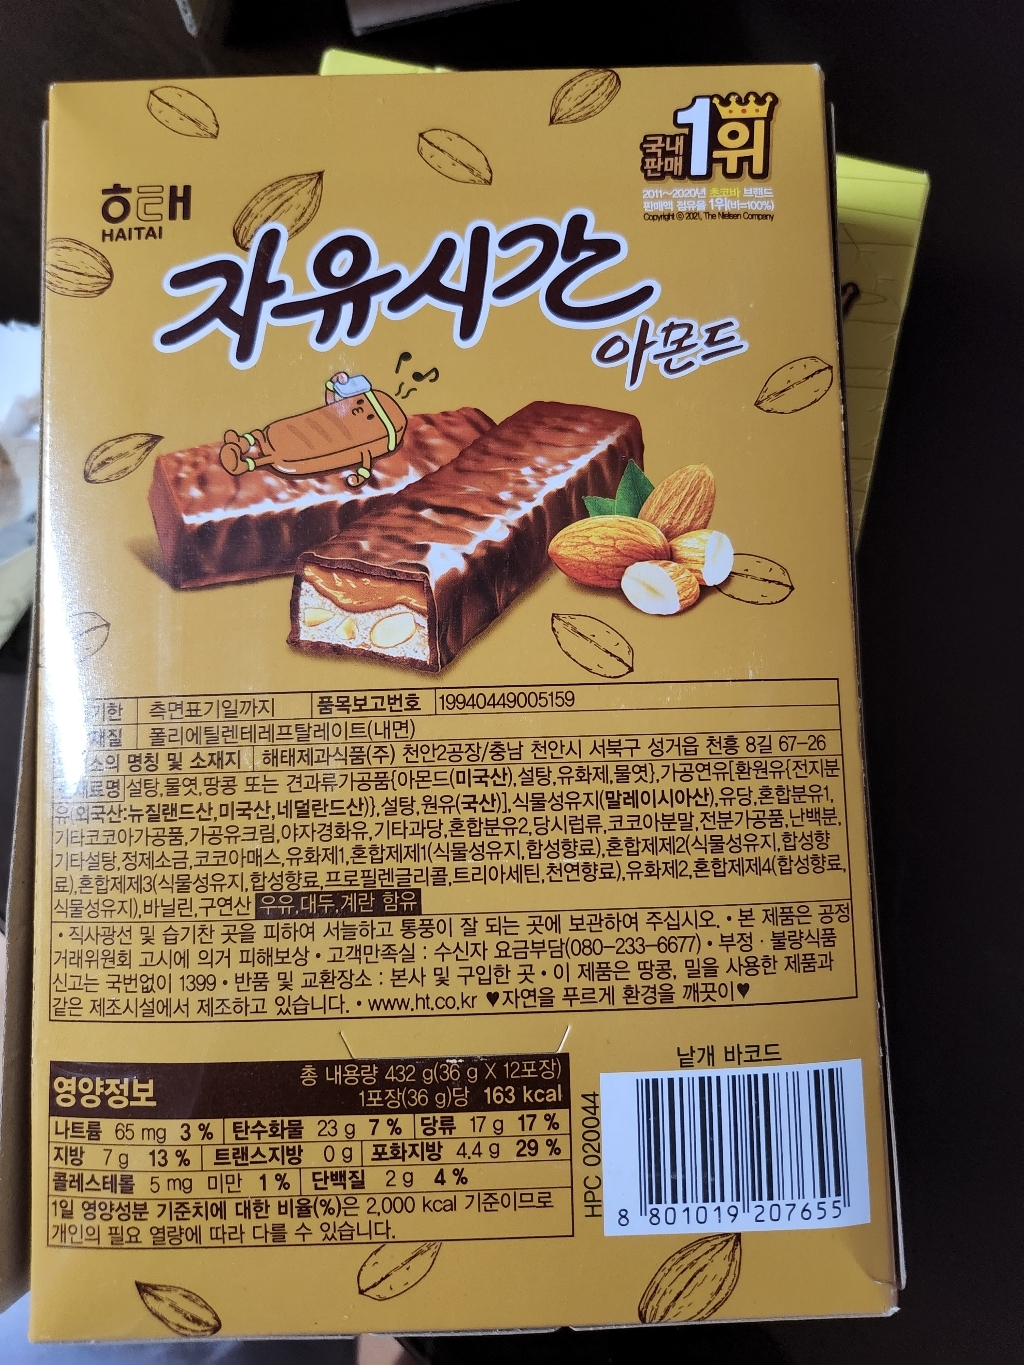 국내
판매
1위
2011~2020년 초코바 브랜드
판매액 점유율 1위(바=100%)
Copyright © 2021, The Nielsen Company
해태
HAITAI
자유시간
아몬드
기한 측면표기일까지 품목보고번호 19940449005159
재질 폴리에틸렌테레프탈레이트(내면)
소의 명칭 및 소재지 해태제과식품(주) 천안2공장/충남 천안시 서북구 성거읍 천흥 8길 67-26
재료명 설탕,물엿,땅콩 또는 견과류가공품{아몬드(미국산),설탕,유화제,물엿},가공연유[환원유{전지분
유(외국산:뉴질랜드산,미국산,네덜란드산)},설탕,원유(국산)],식물성유지(말레이시아산),유당,혼합분유1,
기타코코아가공품,가공유크림,야자경화유,기타과당,혼합분유2,당시럽류,코코아분말,전분가공품,난백분,
기타설탕,정제소금,코코아매스,유화제1,혼합제제1(식물성유지,합성향료),혼합제제2(식물성유지,합성향
료),혼합제제3(식물성유지,합성향료,프로필렌글리콜,트리아세틴,천연향료),유화제2,혼합제제4(합성향료,
식물성유지),바닐린,구연산 우유,대두,계란 함유
• 직사광선 및 습기찬 곳을 피하여 서늘하고 통풍이 잘 되는 곳에 보관하여 주십시오. • 본 제품은 공정
거래위원회 고시에 의거 피해보상 • 고객만족실 : 수신자 요금부담(080-233-6677) • 부정 · 불량식품
신고는 국번없이 1399 • 반품 및 교환장소 : 본사 및 구입한 곳 • 이 제품은 땅콩, 밀을 사용한 제품과
같은 제조시설에서 제조하고 있습니다. • www.ht.co.kr ♥자연을 푸르게 환경을 깨끗이♥
영양정보
총 내용량 432 g(36 g X 12포장)
1포장(36 g)당 163 kcal
나트륨 65 mg 3 % 탄수화물 23 g 7 % 당류 17 g 17 %
지방 7 g 13 % 트랜스지방 0 g 포화지방 4.4 g 29 %
콜레스테롤 5 mg 미만 1 % 단백질 2 g 4 %
1일 영양성분 기준치에 대한 비율(%)은 2,000 kcal 기준이므로
개인의 필요 열량에 따라 다를 수 있습니다.
낱개 바코드
HPC 020044
8 801019 207655